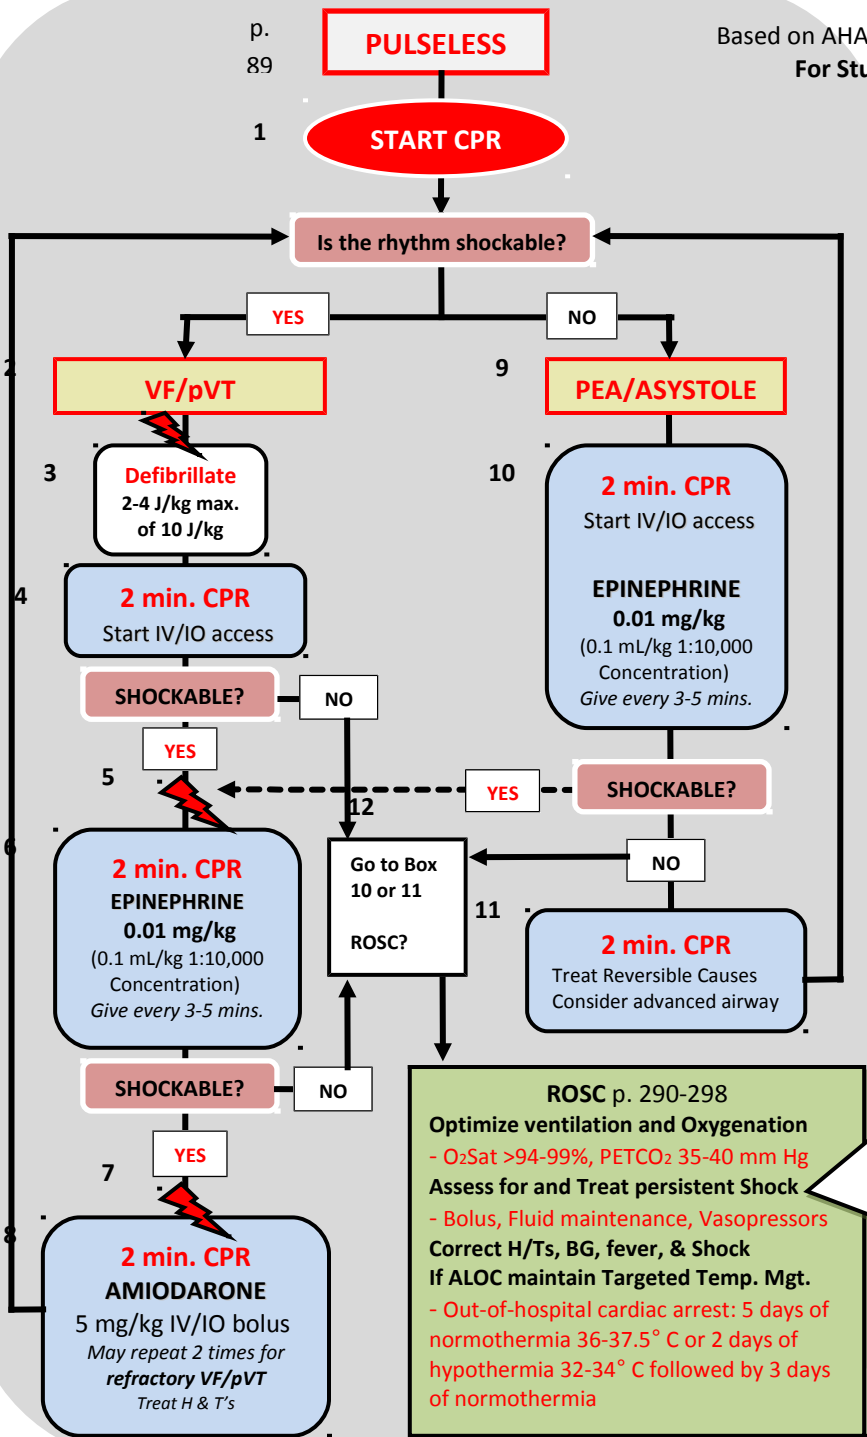 p.
89
PULSELESS
Based on AHA
For Stu
1
START CPR
Is the rhythm shockable?
YES
NO
2
VF/pVT
9
PEA/ASYSTOLE
3
Defibrillate
2-4 J/kg max.
of 10 J/kg
10
2 min. CPR
Start IV/IO access
EPINEPHRINE
0.01 mg/kg
(0.1 mL/kg 1:10,000
Concentration)
Give every 3-5 mins.
4
2 min. CPR
Start IV/IO access
SHOCKABLE?
NO
YES
5
YES
SHOCKABLE?
12
6
2 min. CPR
EPINEPHRINE
0.01 mg/kg
(0.1 mL/kg 1:10,000
Concentration)
Give every 3-5 mins.
Go to Box
10 or 11
ROSC?
NO
11
2 min. CPR
Treat Reversible Causes
Consider advanced airway
SHOCKABLE?
NO
YES
7
8
2 min. CPR
AMIODARONE
5 mg/kg IV/IO bolus
May repeat 2 times for
refractory VF/pVT
Treat H & T's
ROSC p. 290-298
Optimize ventilation and Oxygenation
- O₂Sat >94-99%, PETCO₂ 35-40 mm Hg
Assess for and Treat persistent Shock
- Bolus, Fluid maintenance, Vasopressors
Correct H/Ts, BG, fever, & Shock
If ALOC maintain Targeted Temp. Mgt.
- Out-of-hospital cardiac arrest: 5 days of
normothermia 36-37.5° C or 2 days of
hypothermia 32-34° C followed by 3 days
of normothermia